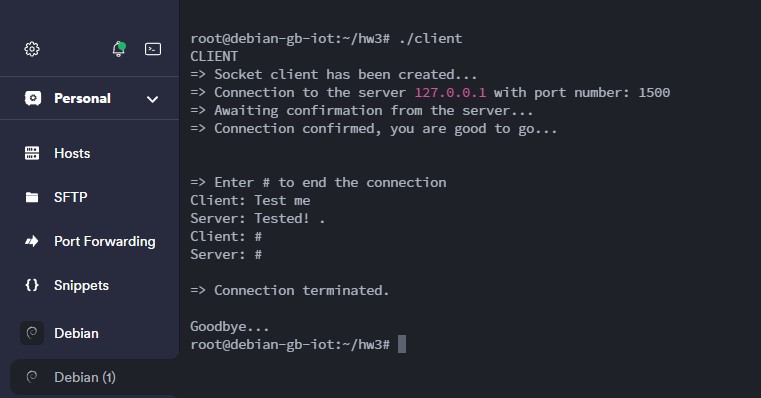 Personal
Hosts
SFTP
Port Forwarding
Snippets
Debian
Debian (1)
root@debian-gb-iot:~/hw3# ./client
CLIENT
=> Socket client has been created...
=> Connection to the server 127.0.0.1 with port number: 1500
=> Awaiting confirmation from the server...
=> Connection confirmed, you are good to go...
=> Enter # to end the connection
Client: Test me
Server: Tested! .
Client: #
Server: #
=> Connection terminated.
Goodbye...
root@debian-gb-iot:~/hw3#